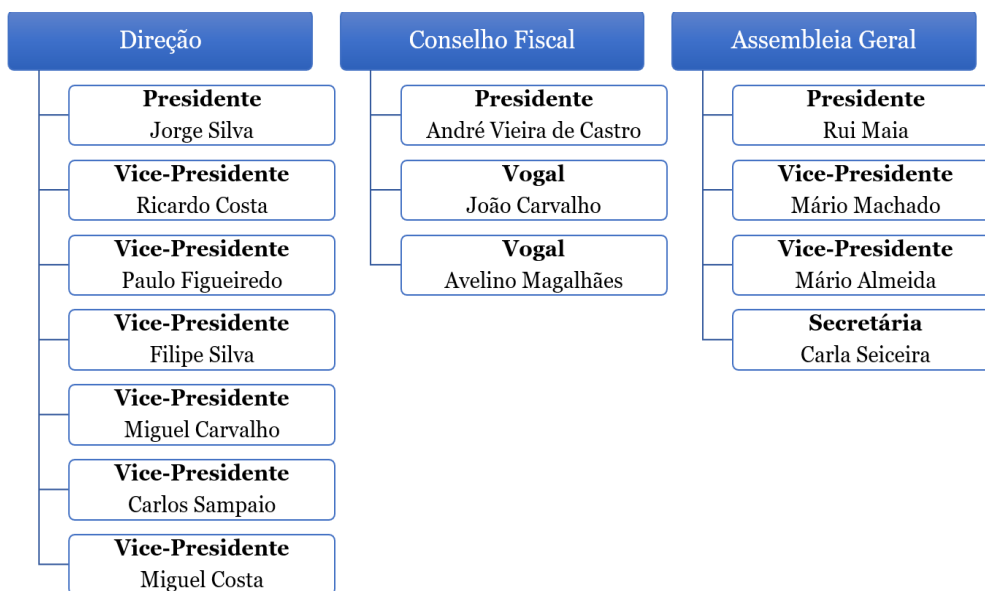 Direção
Presidente
Jorge Silva
Vice-Presidente
Ricardo Costa
Vice-Presidente
Paulo Figueiredo
Vice-Presidente
Filipe Silva
Vice-Presidente
Miguel Carvalho
Vice-Presidente
Carlos Sampaio
Vice-Presidente
Miguel Costa
Conselho Fiscal
Presidente
André Vieira de Castro
Vogal
João Carvalho
Vogal
Avelino Magalhães
Assembleia Geral
Presidente
Rui Maia
Vice-Presidente
Mário Machado
Vice-Presidente
Mário Almeida
Secretária
Carla Seiceira